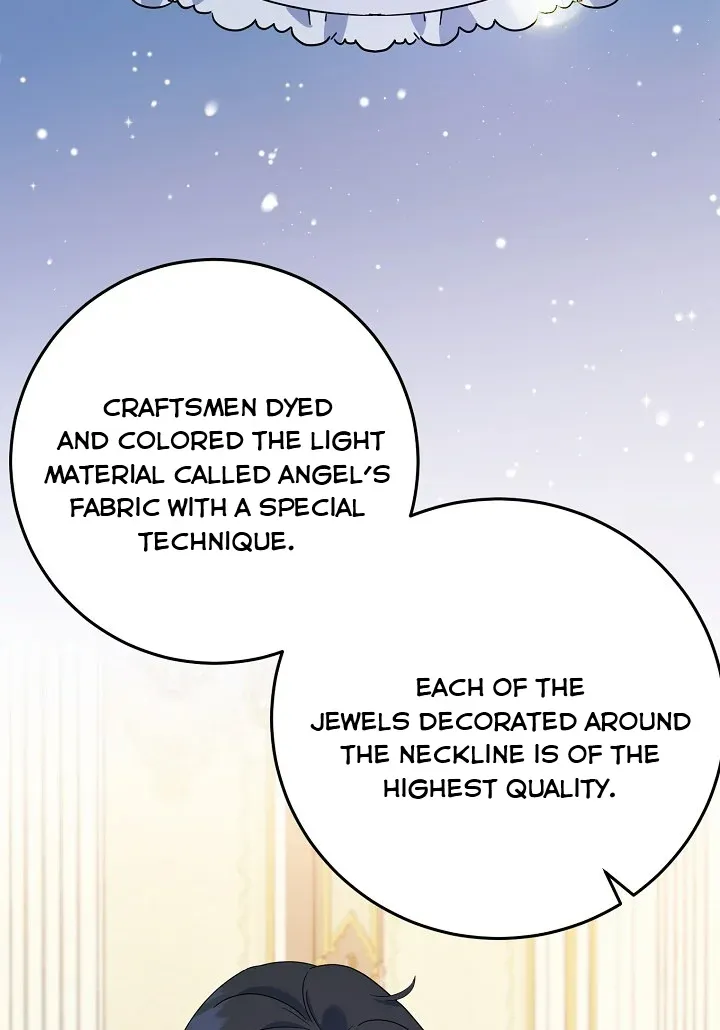 CRAFTSMEN DYED
AND COLORED THE LIGHT
MATERIAL CALLED ANGEL'S
FABRIC WITH A SPECIAL
TECHNIQUE.
EACH OF THE
JEWELS DECORATED AROUND
THE NECKLINE IS OF THE
HIGHEST QUALITY.